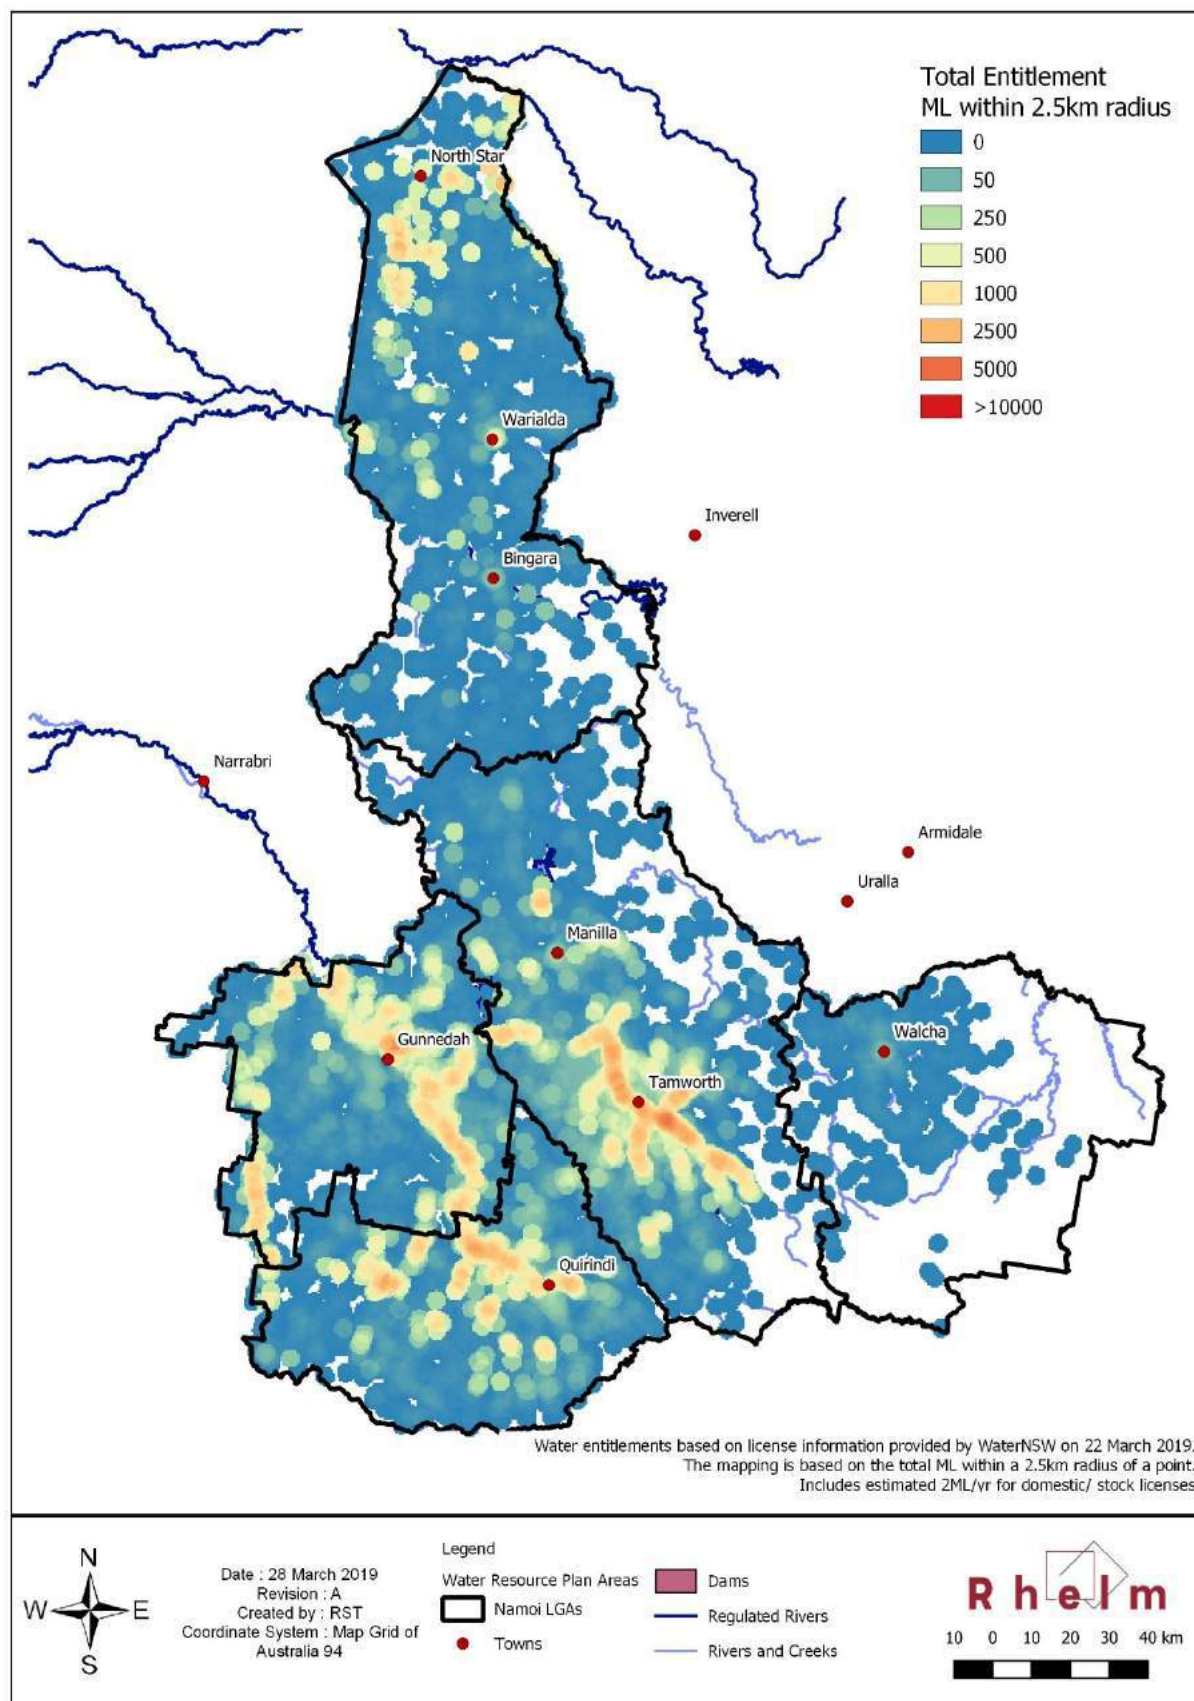 Total Entitlement
ML within 2.5km radius
0
50
250
500
1000
2500
5000
>10000
North Star
Warialda
Inverell
Bingara
Narrabri
Armidale
Uralla
Manilla
Gunnedah
Walcha
Tamworth
Quirindi
Water entitlements based on license information provided by WaterNSW on 22 March 2019.
The mapping is based on the total ML within a 2.5km radius of a point.
Includes estimated 2ML/yr for domestic/ stock licenses
N
W
E
S
Date : 28 March 2019
Revision : A
Created by : RST
Coordinate System : Map Grid of
Australia 94
Legend
Water Resource Plan Areas
Namoi LGAs
Towns
Dams
Regulated Rivers
Rivers and Creeks
Rhelm
10 0 10 20 30 40 km